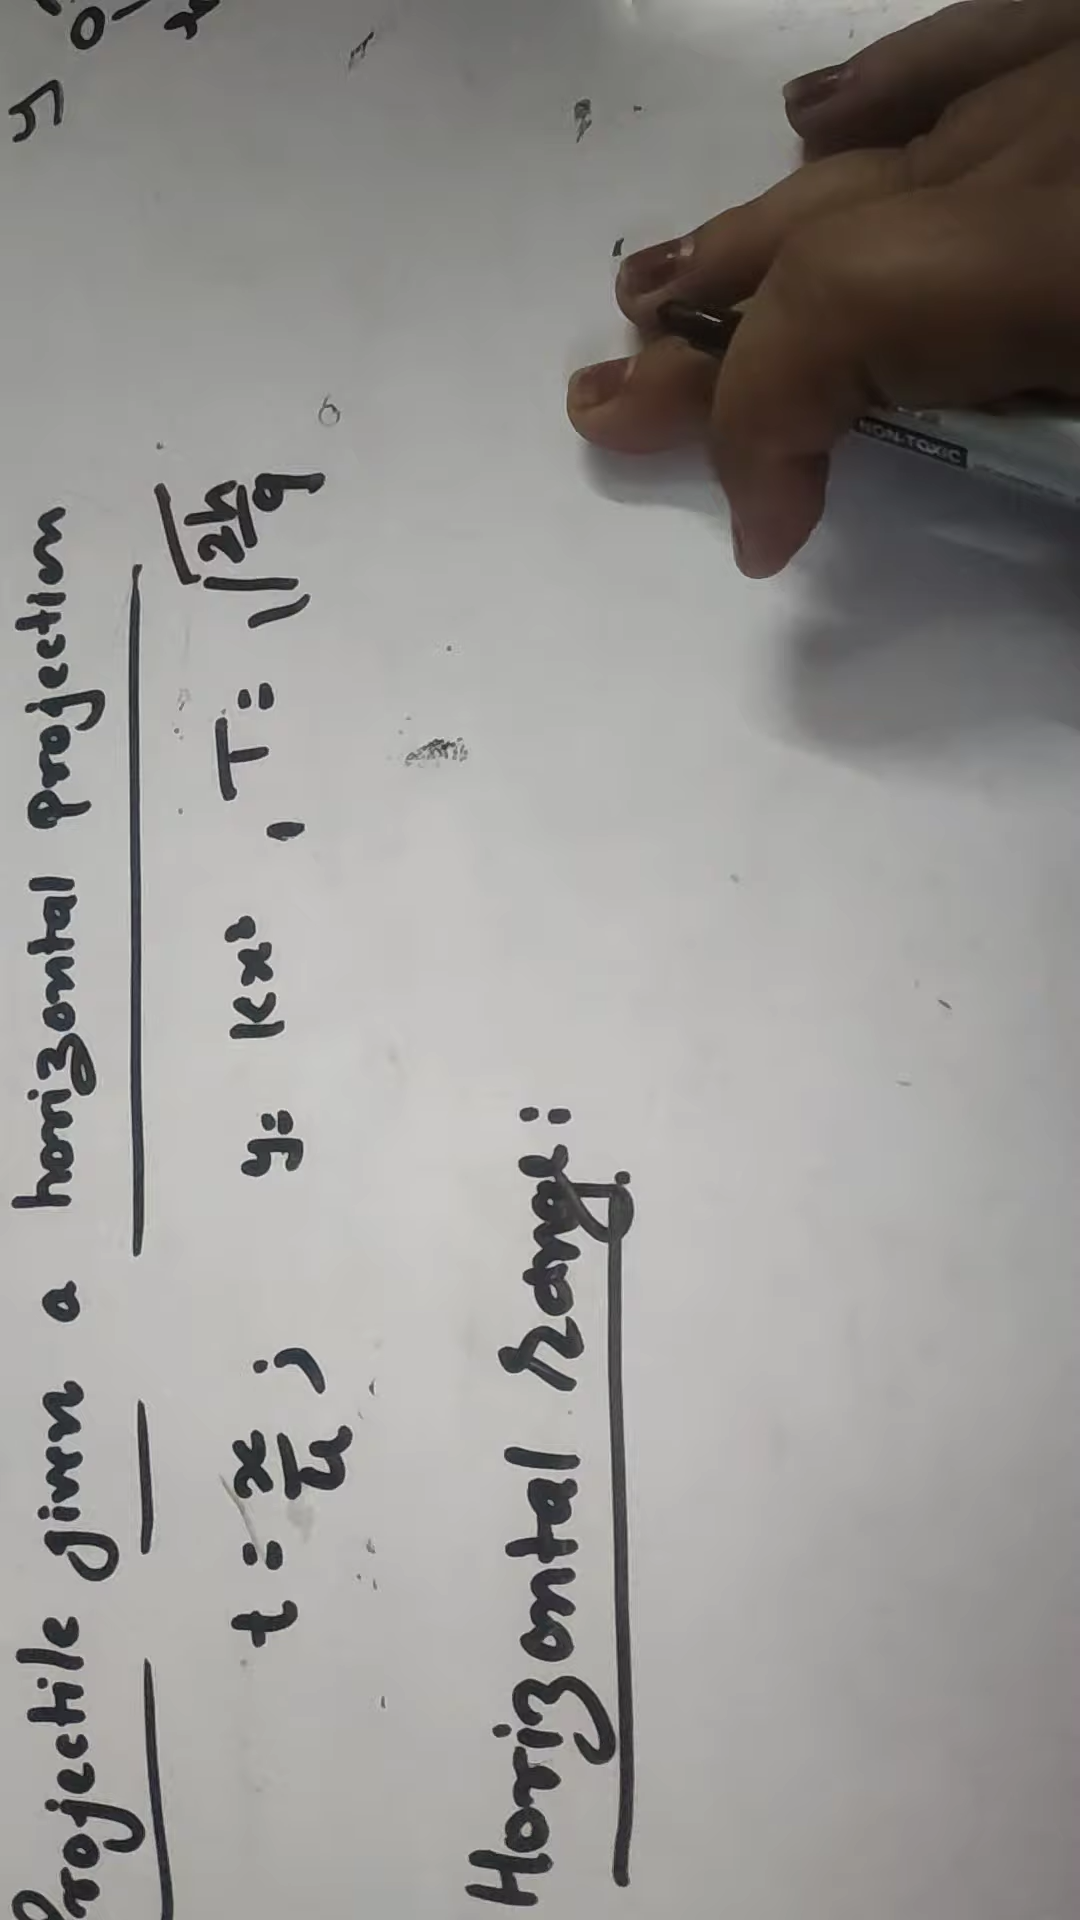 Projectile given a horizontal projection
t = x/u ; y = Kx² , T = √(2h/g)
Horizontal range:
y
NON-TOXIC